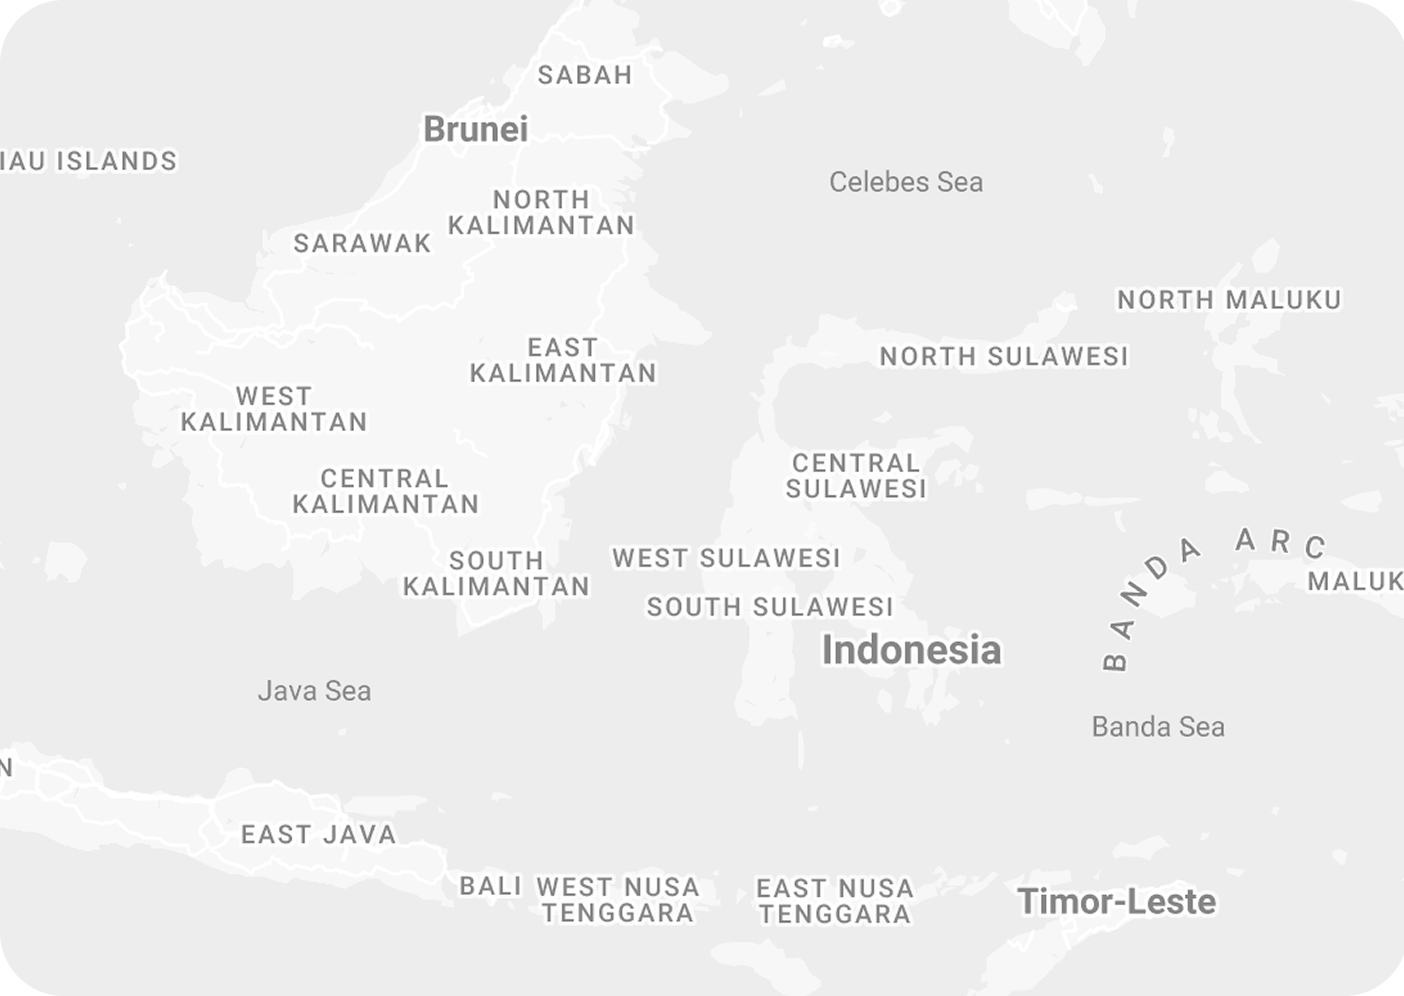 SABAH
Brunei
IAU ISLANDS
Celebes Sea
NORTH
KALIMANTAN
SARAWAK
NORTH MALUKU
EAST
KALIMANTAN
NORTH SULAWESI
WEST
KALIMANTAN
CENTRAL
SULAWESI
CENTRAL
KALIMANTAN
BANDA ARC
SOUTH
KALIMANTAN
WEST SULAWESI
MALUK
SOUTH SULAWESI
Indonesia
Java Sea
Banda Sea
N
EAST JAVA
BALI
WEST NUSA
TENGGARA
EAST NUSA
TENGGARA
Timor-Leste